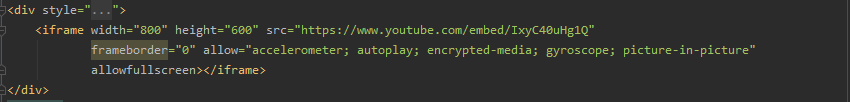 <div style="...">
<iframe width="800" height="600" src="https://www.youtube.com/embed/IxyC40uHg1Q"
frameborder="0" allow="accelerometer; autoplay; encrypted-media; gyroscope; picture-in-picture"
allowfullscreen></iframe>
</div>